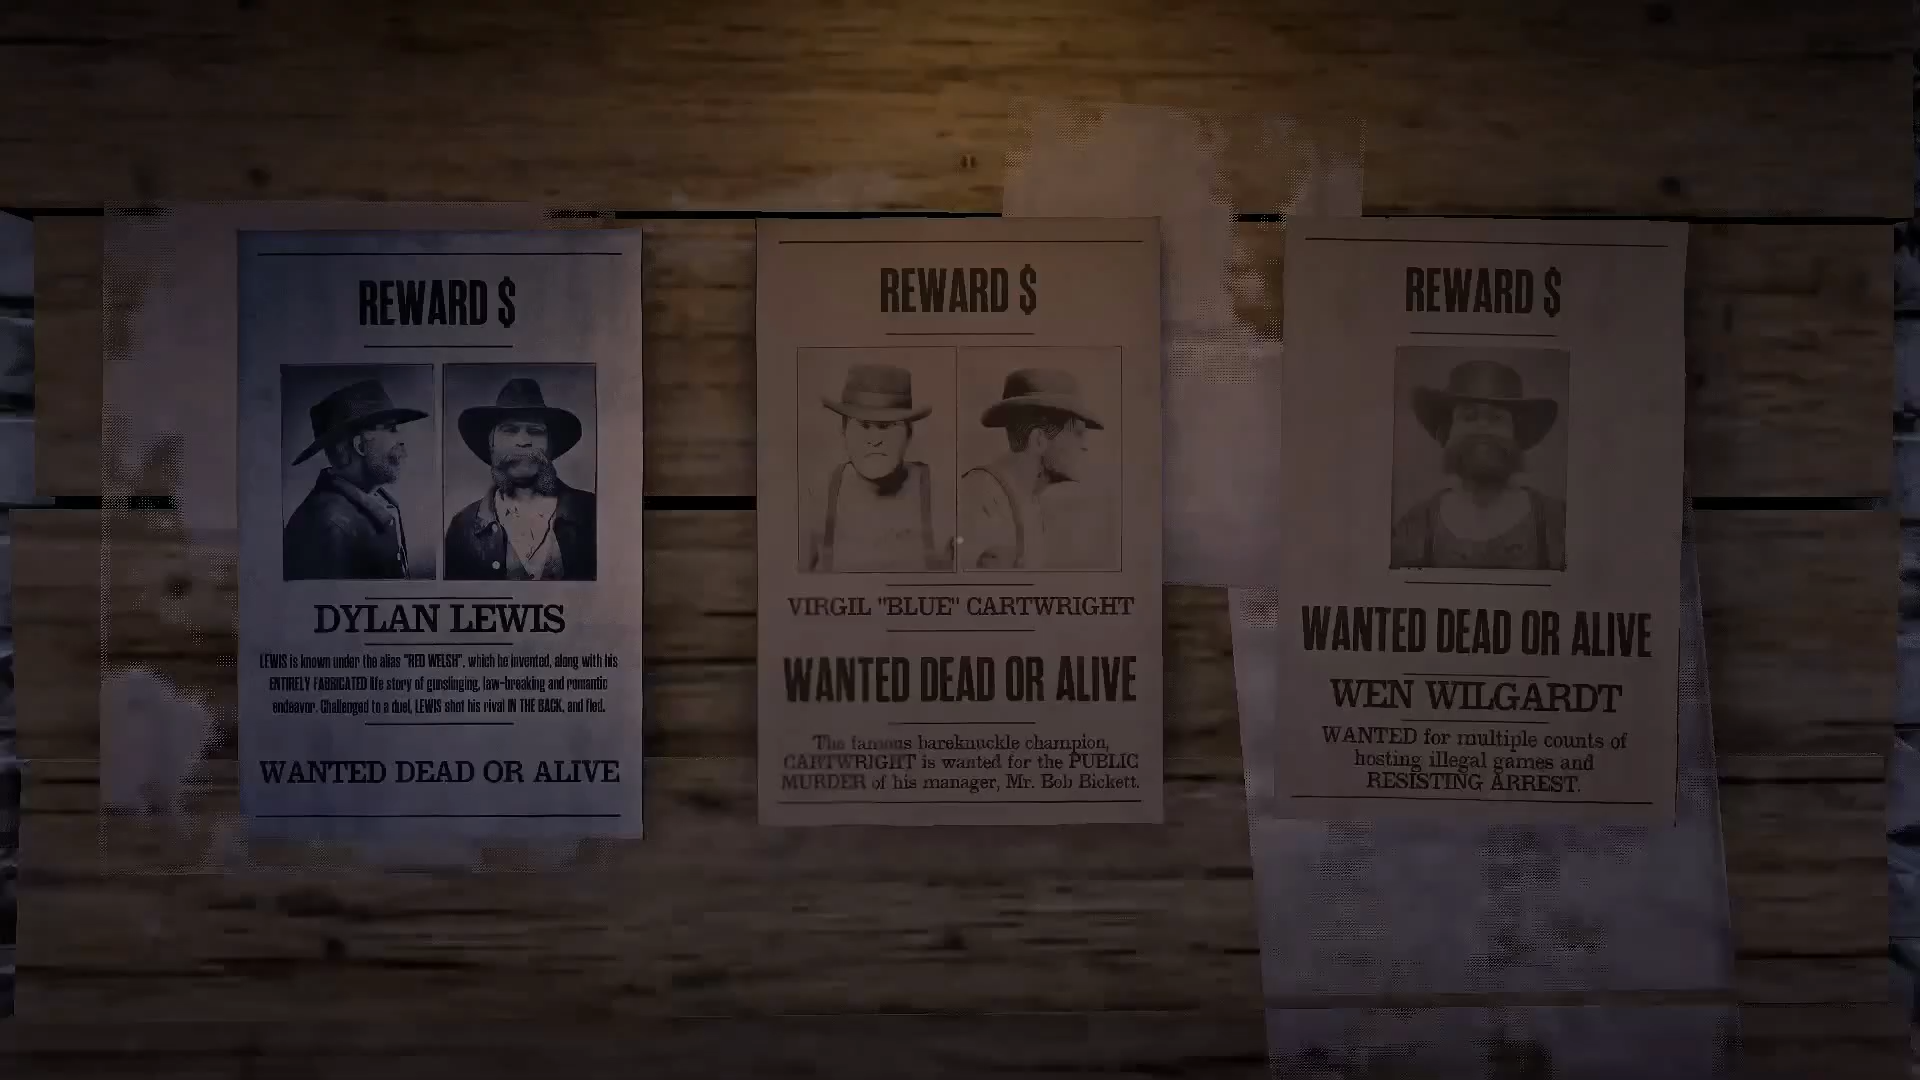 REWARD $
DYLAN LEWIS
LEWIS is known under the alias "RED WELSH", which he invented, along with his
ENTIRELY FABRICATED life story of gunslinging, law-breaking and romantic
endeavor. Challenged to a duel, LEWIS shot his rival IN THE BACK, and fled.
WANTED DEAD OR ALIVE
REWARD $
VIRGIL "BLUE" CARTWRIGHT
WANTED DEAD OR ALIVE
The famous bareknuckle champion,
CARTWRIGHT is wanted for the PUBLIC
MURDER of his manager, Mr. Bob Bickett.
REWARD $
WANTED DEAD OR ALIVE
WEN WILGARDT
WANTED for multiple counts of
hosting illegal games and
RESISTING ARREST.